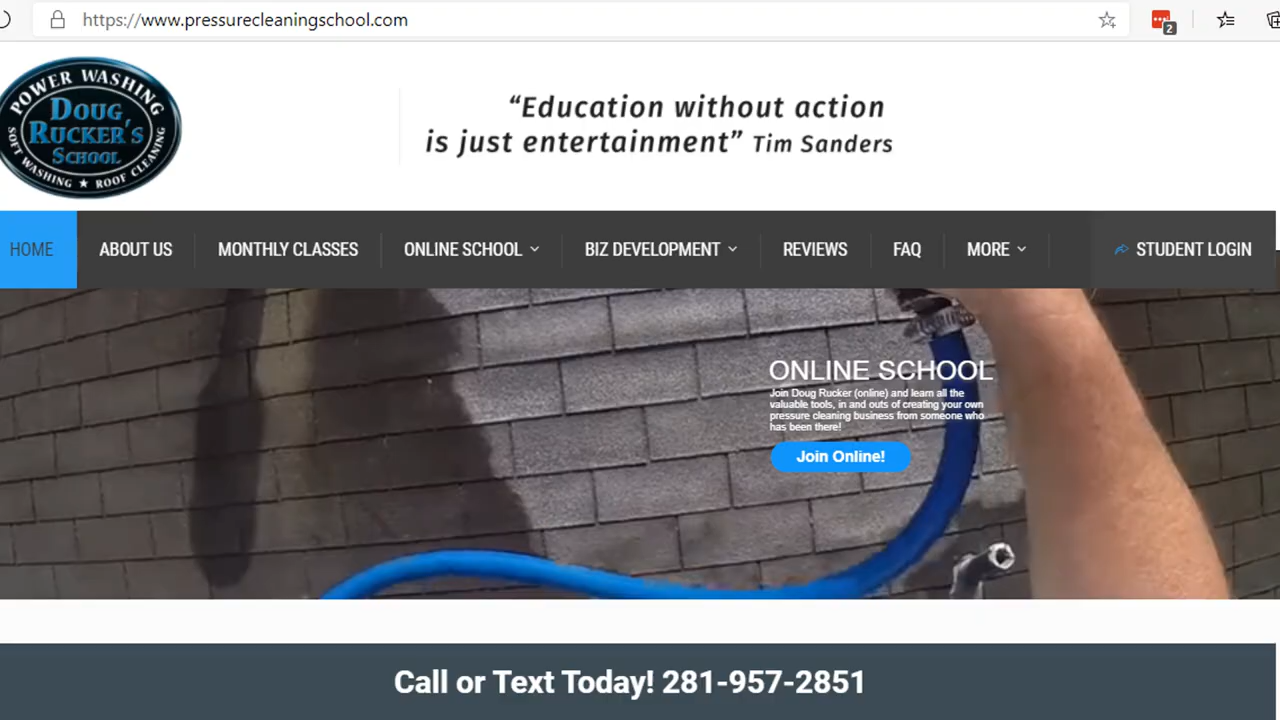 https://www.pressurecleaningschool.com
2
POWER WASHING
DOUG
RUCKER'S
SCHOOL
SOFT WASHING ★ ROOF CLEANING
“Education without action
is just entertainment” Tim Sanders
HOME
ABOUT US
MONTHLY CLASSES
ONLINE SCHOOL
BIZ DEVELOPMENT
REVIEWS
FAQ
MORE
STUDENT LOGIN
ONLINE SCHOOL
Join Doug Rucker (online) and learn all the
valuable tools, in and outs of creating your own
pressure cleaning business from someone who
has been there!
Join Online!
Call or Text Today! 281-957-2851